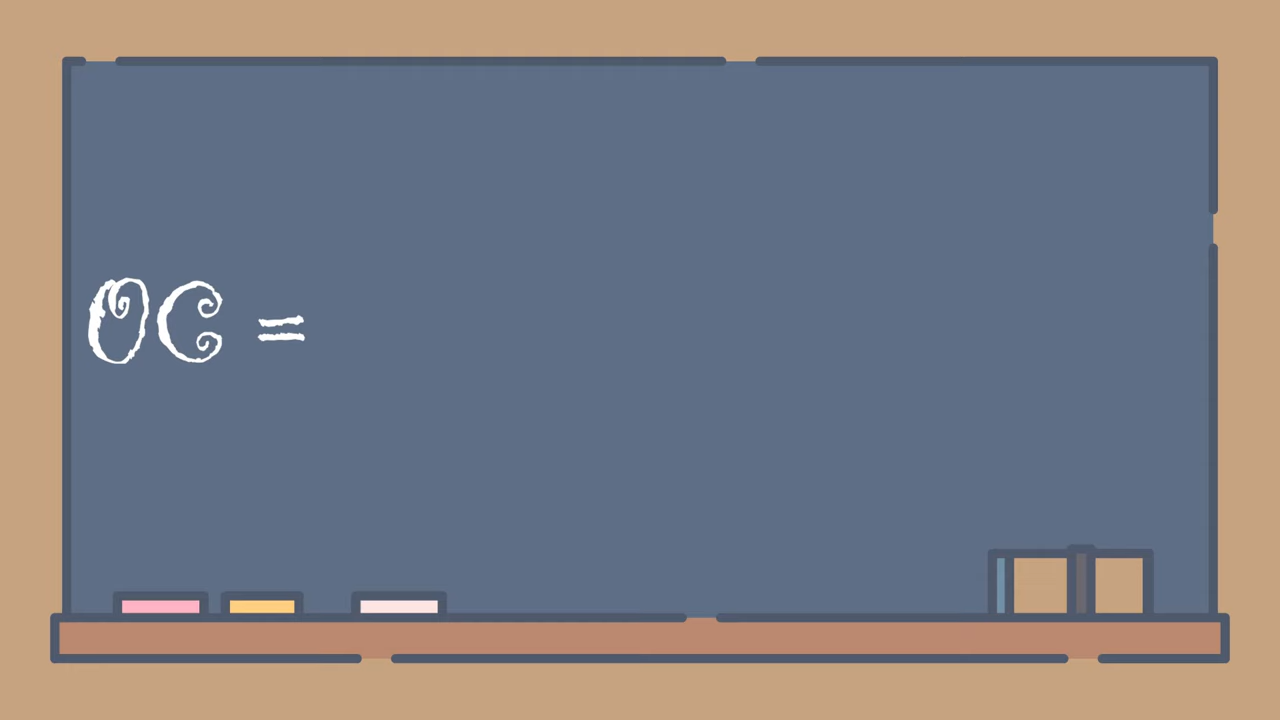 OC =